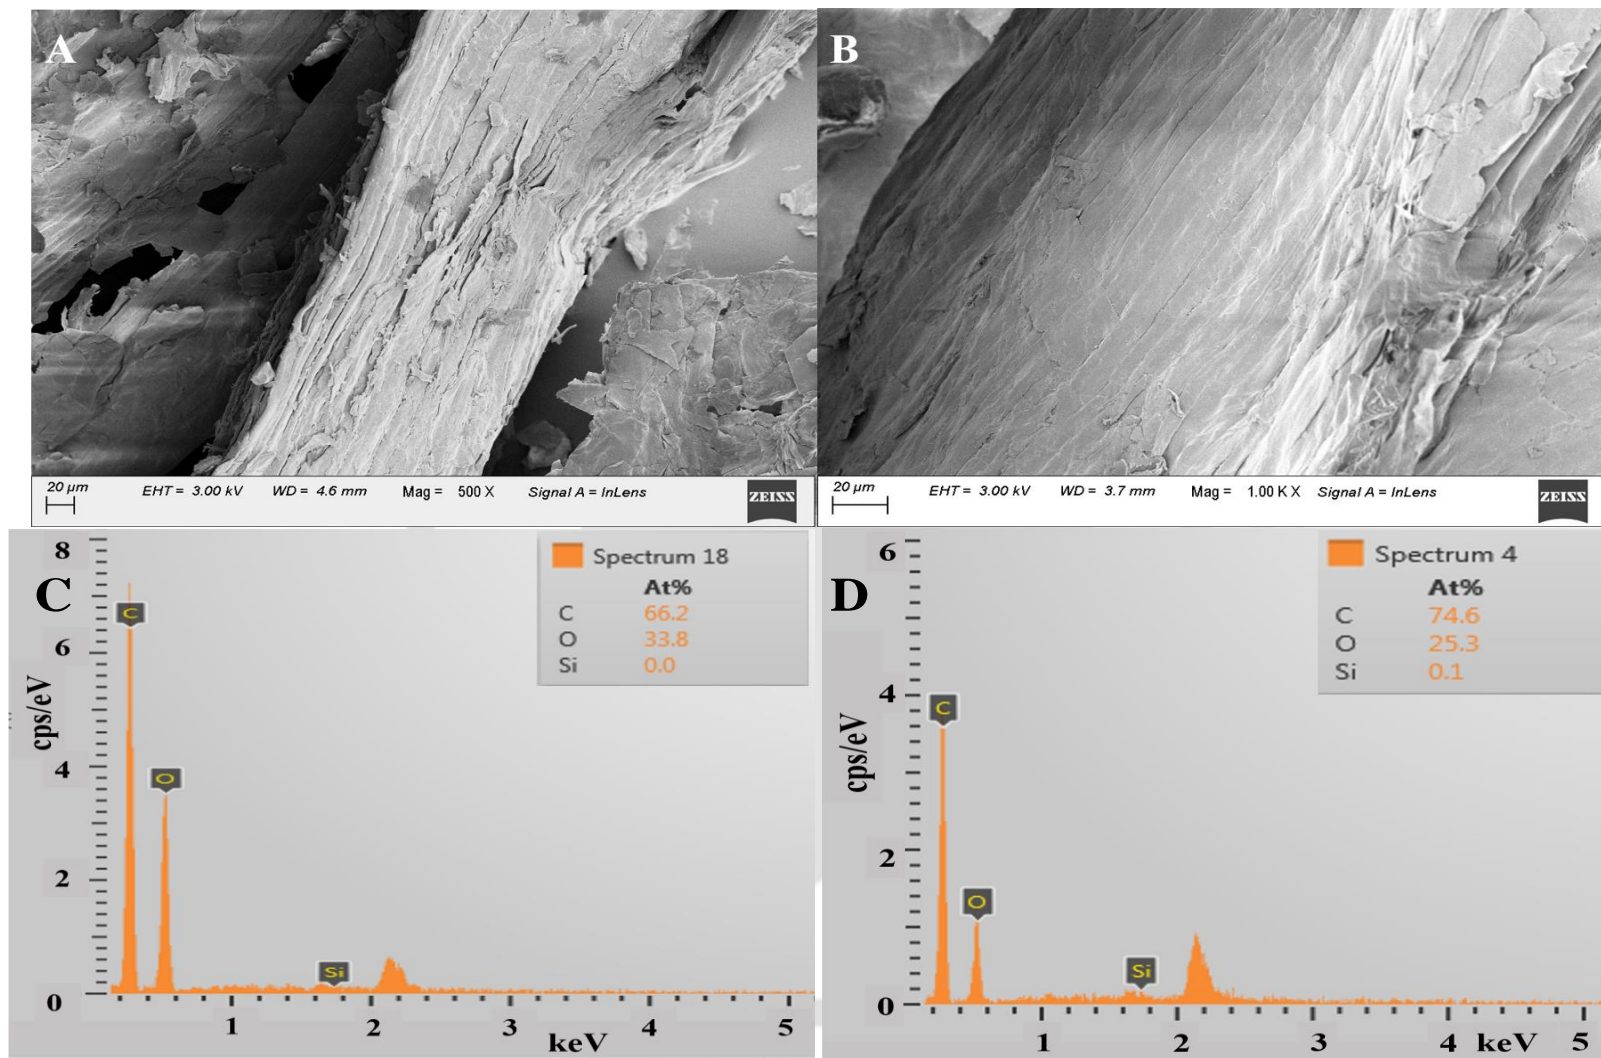 A
20 µm
EHT = 3.00 kV
WD = 4.6 mm
Mag = 500 X
Signal A = InLens
ZEISS
B
20 µm
EHT = 3.00 kV
WD = 3.7 mm
Mag = 1.00 K X
Signal A = InLens
ZEISS
C
Spectrum 18
At%
C 66.2
O 33.8
Si 0.0
8
6
4
2
0
cps/eV
C
O
Si
1 2 3 4 5
keV
D
Spectrum 4
At%
C 74.6
O 25.3
Si 0.1
6
4
2
0
cps/eV
C
O
Si
1 2 3 4 keV 5